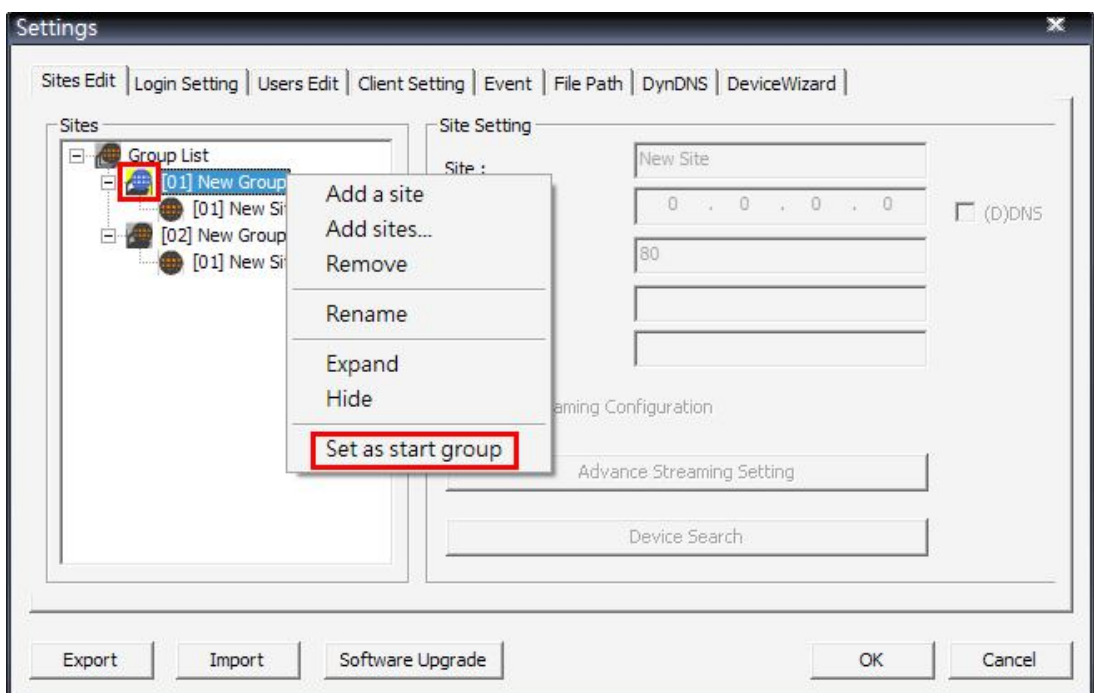 Settings
Sites Edit Login Setting Users Edit Client Setting Event File Path DynDNS DeviceWizard
Sites
Group List
[01] New Group
[01] New Si
[02] New Group
[01] New Si
Add a site
Add sites...
Remove
Rename
Expand
Hide
Set as start group
Site Setting
Site :
New Site
0 . 0 . 0 . 0
(D)DNS
80
aming Configuration
Advance Streaming Setting
Device Search
Export Import Software Upgrade OK Cancel